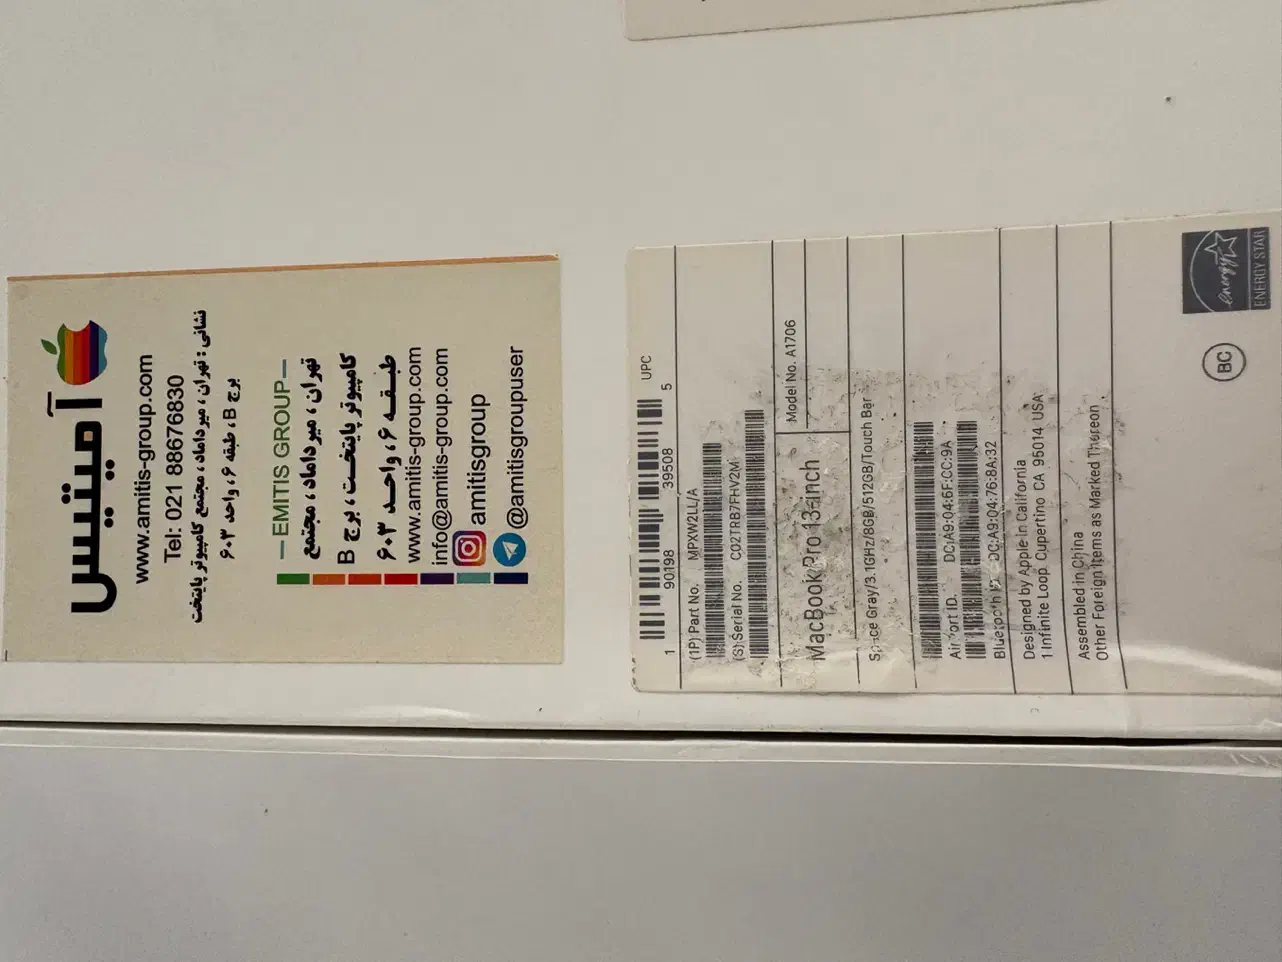 آمیتیس
www.amitis-group.com
Tel: 021 88676830
نشانی : تهران ، میرداماد ، مجتمع کامپیوتر پایتخت
برج B ، طبقه ۶ ، واحد ۶۰۳
EMITIS GROUP
تهران ، میرداماد ، مجتمع
کامپیوتر پایتخت ، برج B
طبقه ۶ ، واحد ۶۰۳
www.amitis-group.com
info@amitis-group.com
amitisgroup
@amitisgroupuser
UPC
1 90198 39508 5
(1P) Part No. MPXW2LL/A
(S) Serial No. C02TRB7FHV2M
MacBook Pro 13-inch
Model No. A1706
Space Gray/3.1GHz/8GB/512GB/Touch Bar
AirPort ID. DC:A9:04:6F:CC:9A
Bluetooth ID. DC:A9:04:76:8A:32
Designed by Apple in California
1 Infinite Loop, Cupertino CA 95014 USA
Assembled in China
Other Foreign Items as Marked Thereon
BC
energy
ENERGY STAR